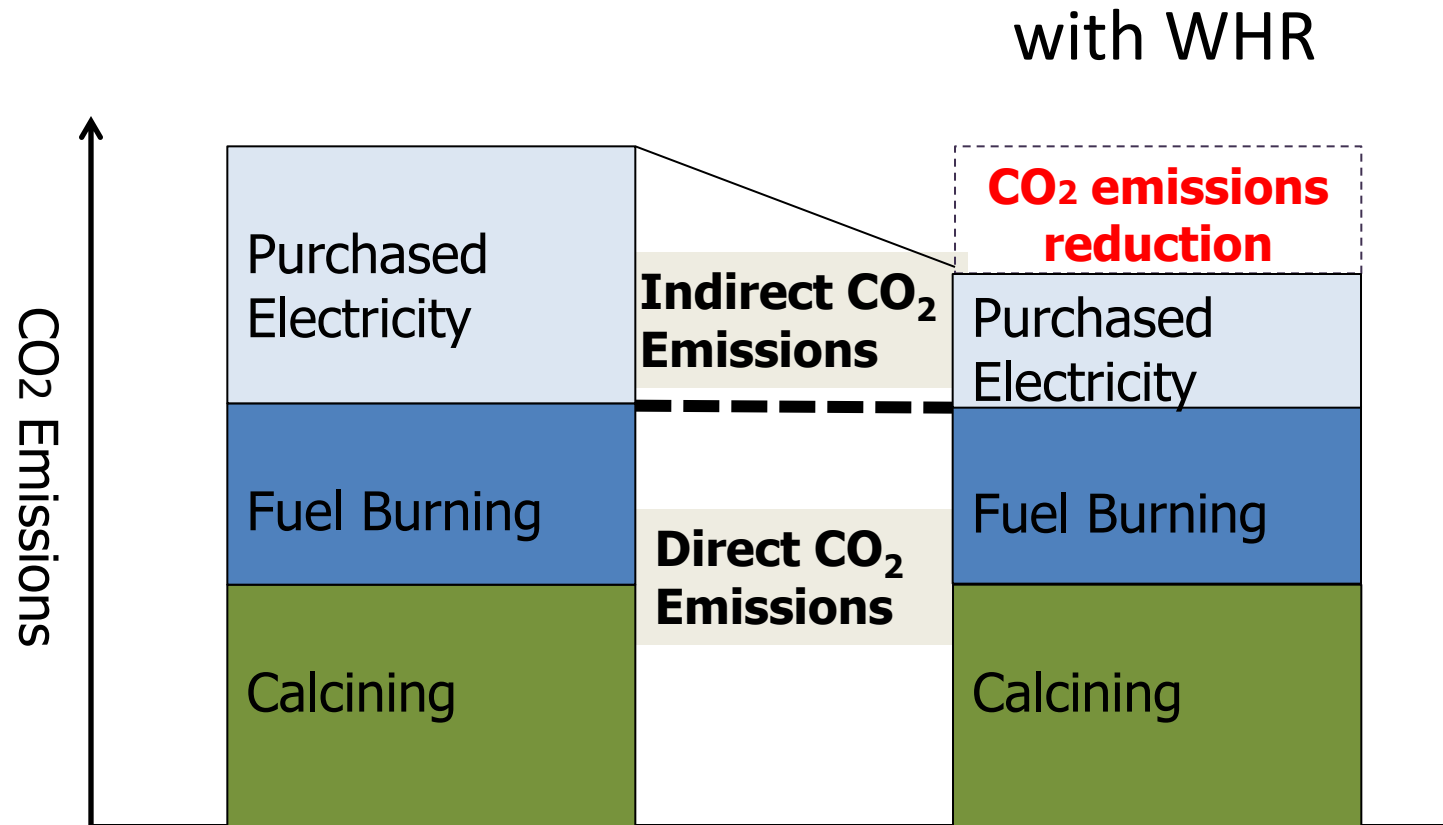 with WHR
CO2 Emissions
Purchased
Electricity
Fuel Burning
Calcining
Indirect CO₂
Emissions
Direct CO₂
Emissions
CO2 emissions
reduction
Purchased
Electricity
Fuel Burning
Calcining